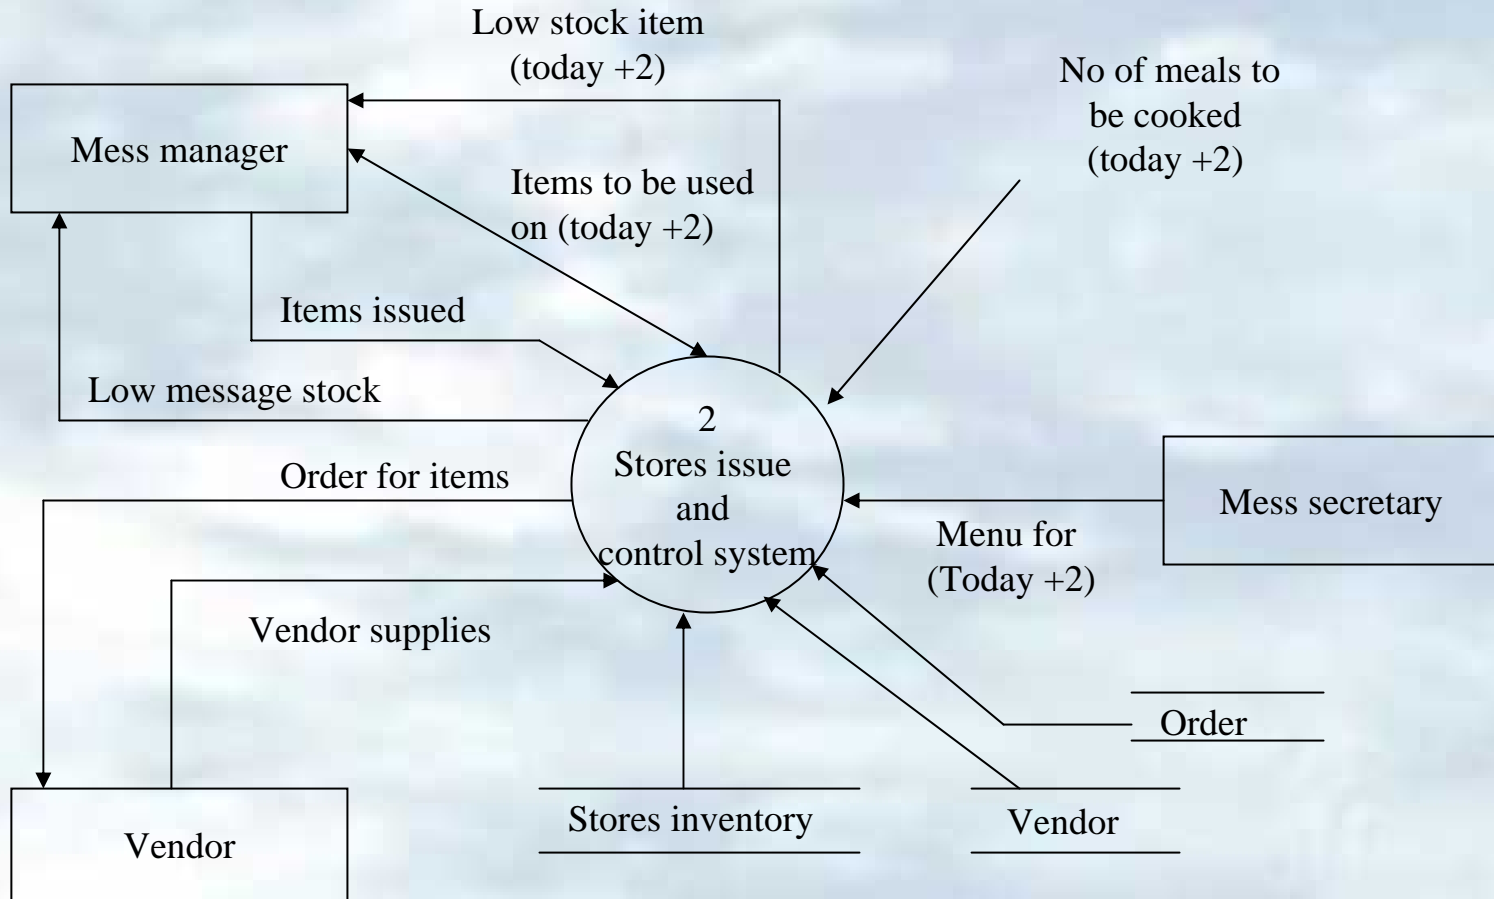 Low stock item
(today +2)
No of meals to
be cooked
(today +2)
Mess manager
Items to be used
on (today +2)
Items issued
Low message stock
2
Stores issue
and
control system
Order for items
Mess secretary
Menu for
(Today +2)
Vendor supplies
Order
Stores inventory
Vendor
Vendor